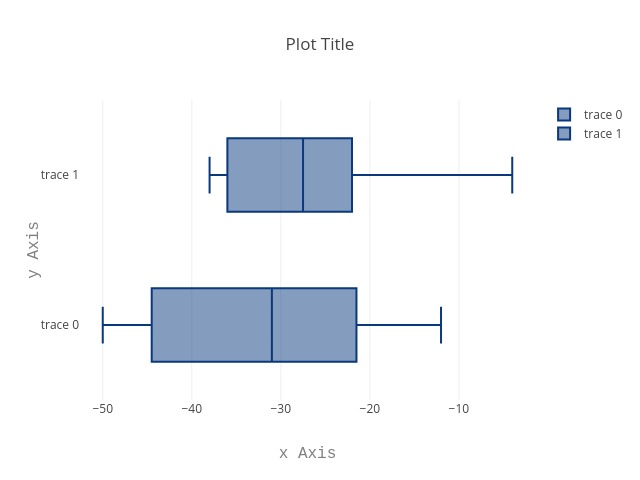 Plot Title
trace 0
trace 1
trace 1
trace 0
y Axis
−50
−40
−30
−20
−10
x Axis